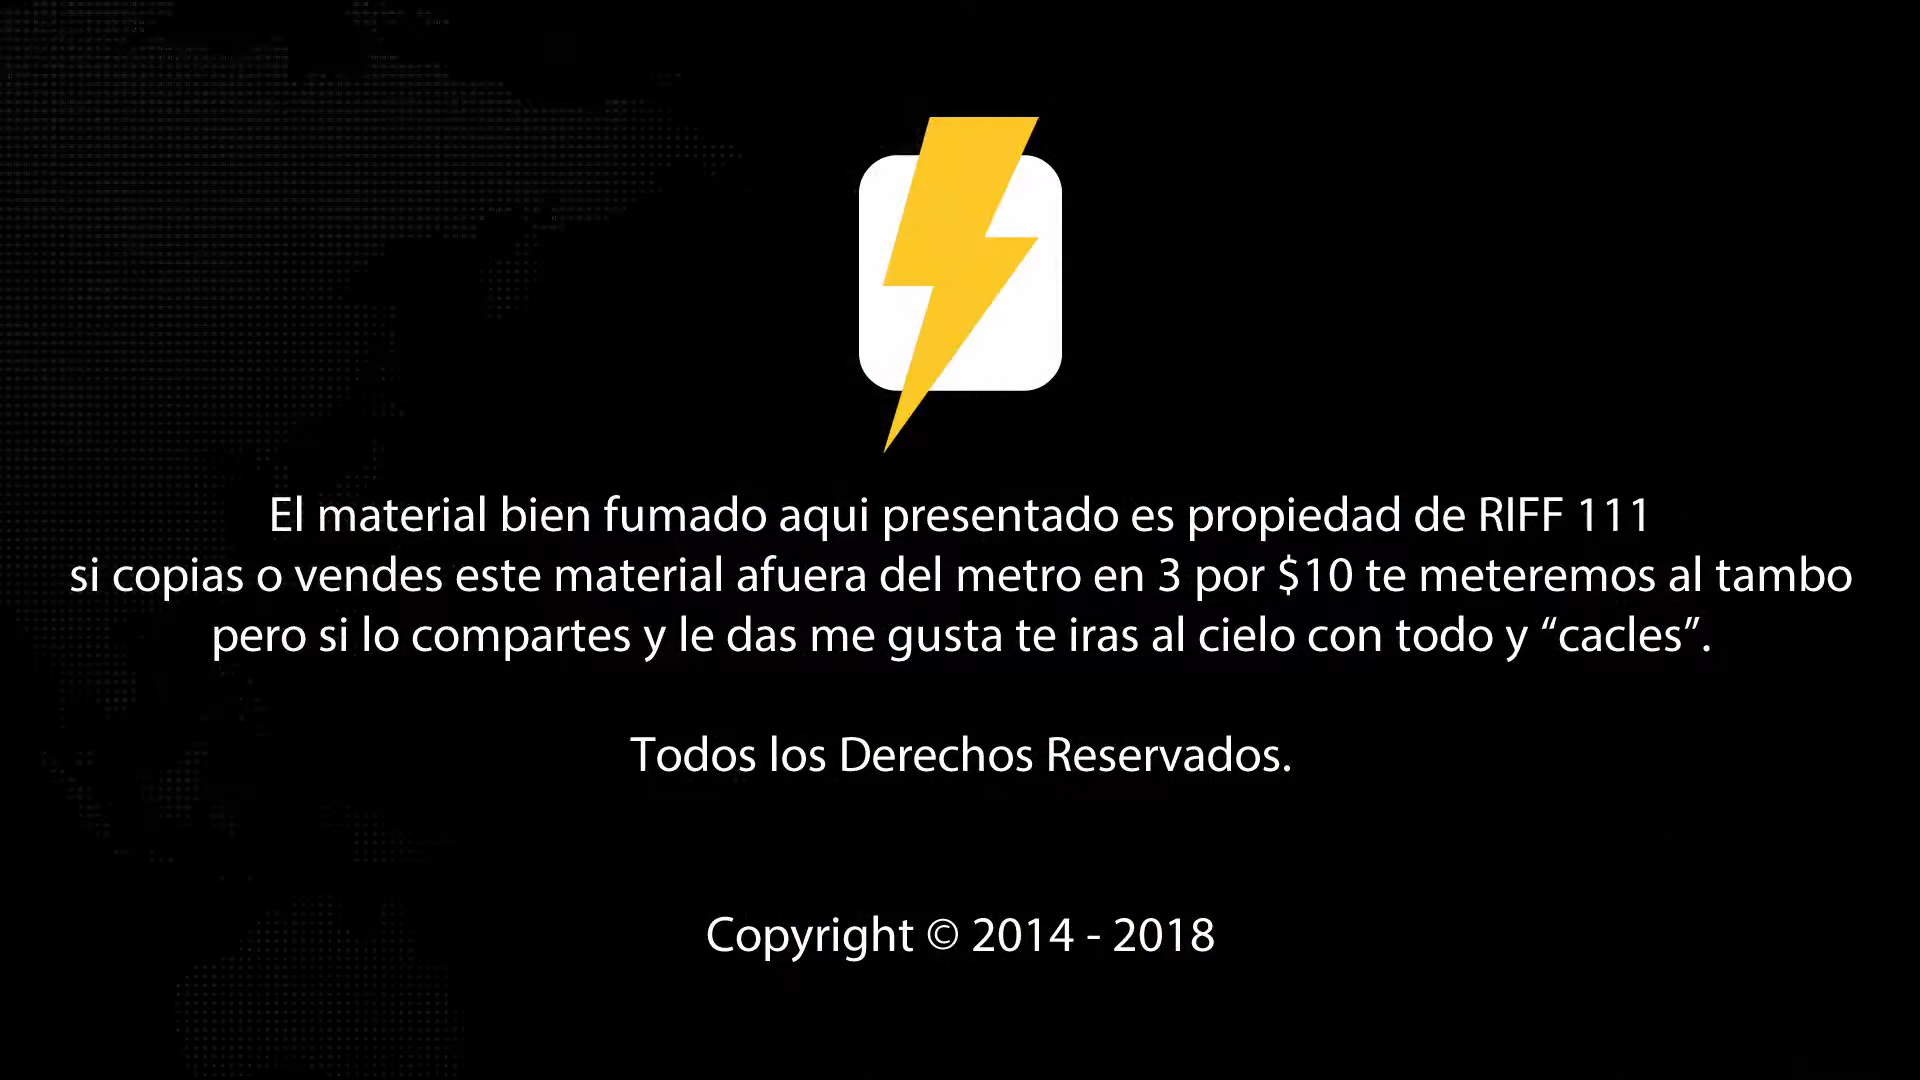 El material bien fumado aqui presentado es propiedad de RIFF 111
si copias o vendes este material afuera del metro en 3 por $10 te meteremos al tambo
pero si lo compartes y le das me gusta te iras al cielo con todo y “cacles”.
Todos los Derechos Reservados.
Copyright © 2014 - 2018